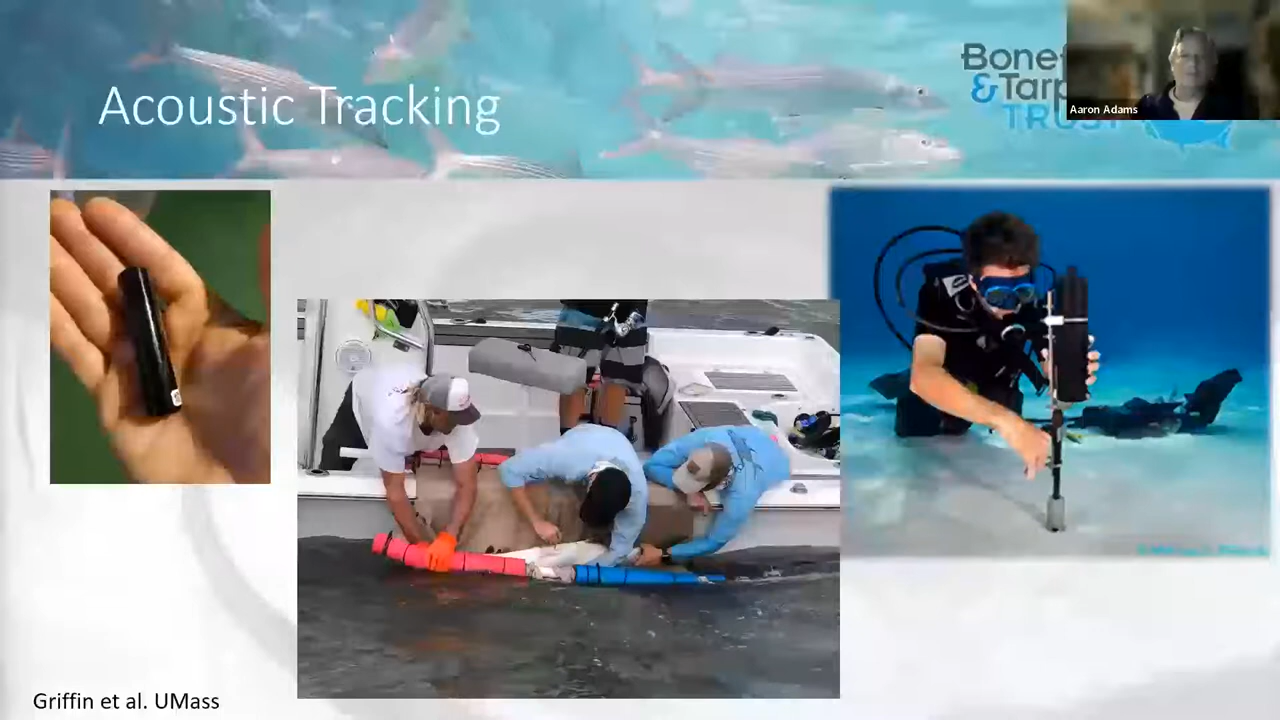 Acoustic Tracking
Bonef
& Tarp
TRUST
Aaron Adams
Griffin et al. UMass